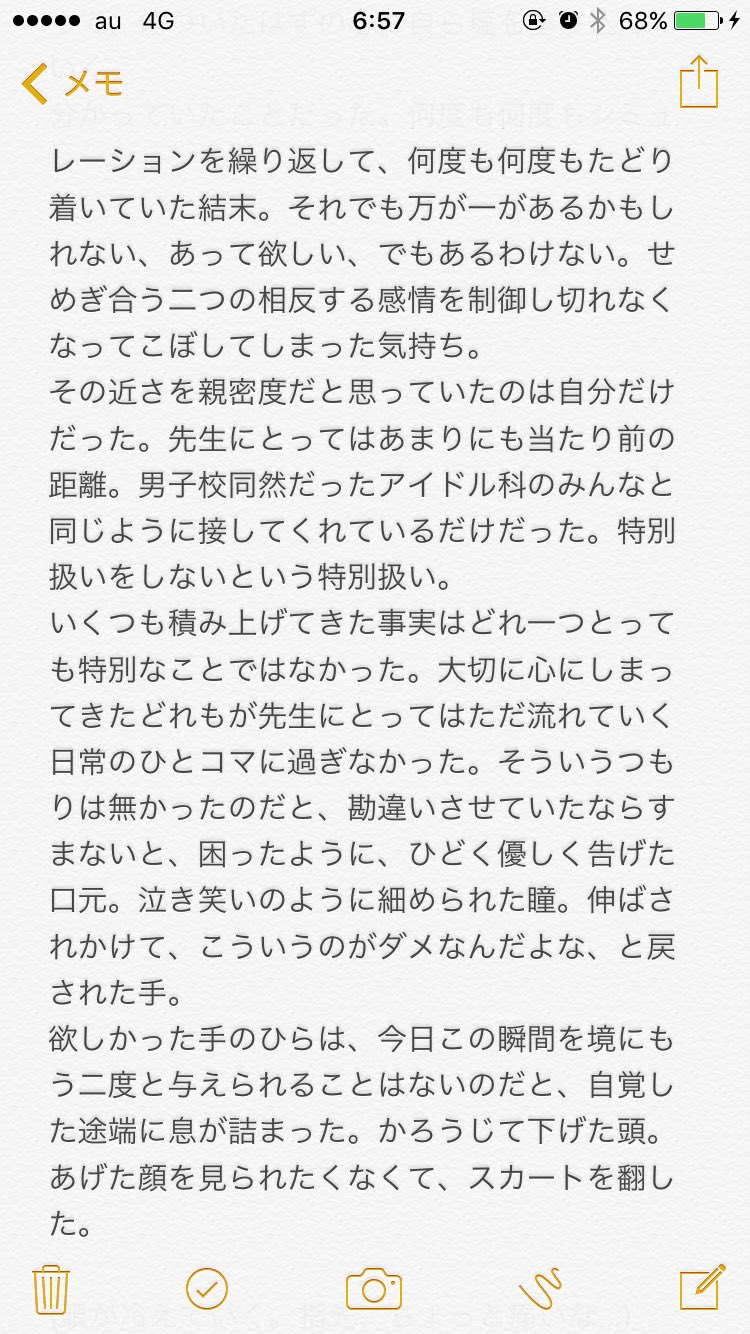 au 4G 6:57 68%
メモ
レーションを繰り返して、何度も何度もたどり
着いていた結末。それでも万が一があるかもし
れない、あって欲しい、でもあるわけない。せ
めぎ合う二つの相反する感情を制御し切れなく
なってこぼしてしまった気持ち。
その近さを親密度だと思っていたのは自分だけ
だった。先生にとってはあまりにも当たり前の
距離。男子校同然だったアイドル科のみんなと
同じように接してくれているだけだった。特別
扱いをしないという特別扱い。
いくつも積み上げてきた事実はどれ一つとって
も特別なことではなかった。大切に心にしまっ
てきたどれもが先生にとってはただ流れていく
日常のひとコマに過ぎなかった。そういうつも
りは無かったのだと、勘違いさせていたならす
まないと、困ったように、ひどく優しく告げた
口元。泣き笑いのように細められた瞳。伸ばさ
れかけて、こういうのがダメなんだよな、と戻
された手。
欲しかった手のひらは、今日この瞬間を境にも
う二度と与えられることはないのだと、自覚し
た途端に息が詰まった。かろうじて下げた頭。
あげた顔を見られたくなくて、スカートを翻し
た。